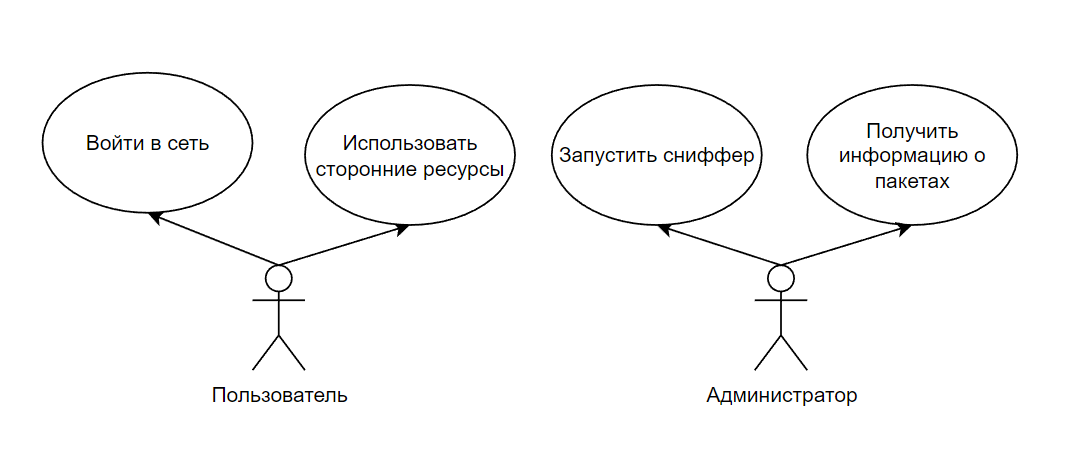 Войти в сеть
Использовать
сторонние ресурсы
Запустить сниффер
Получить
информацию о
пакетах
Пользователь
Администратор